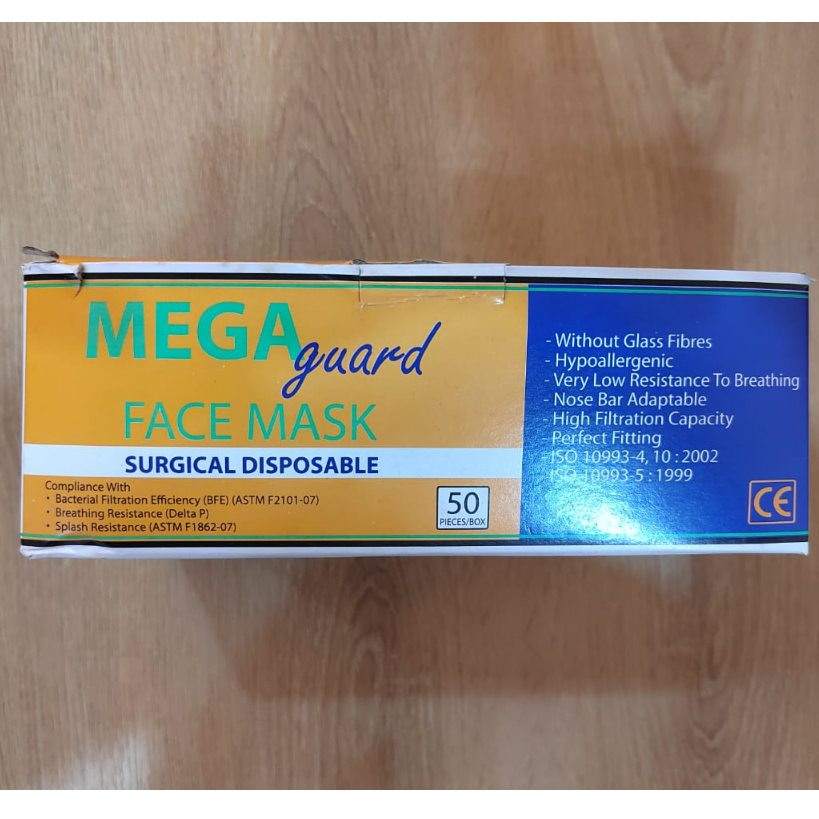 MEGA
guard
FACE MASK
SURGICAL DISPOSABLE
Compliance With
• Bacterial Filtration Efficiency (BFE) (ASTM F2101-07)
• Breathing Resistance (Delta P)
• Splash Resistance (ASTM F1862-07)
50
PIECES/BOX
- Without Glass Fibres
- Hypoallergenic
- Very Low Resistance To Breathing
- Nose Bar Adaptable
- High Filtration Capacity
Perfect Fitting
ISO 10993-4, 10 : 2002
ISO 10993-5 : 1999
CE